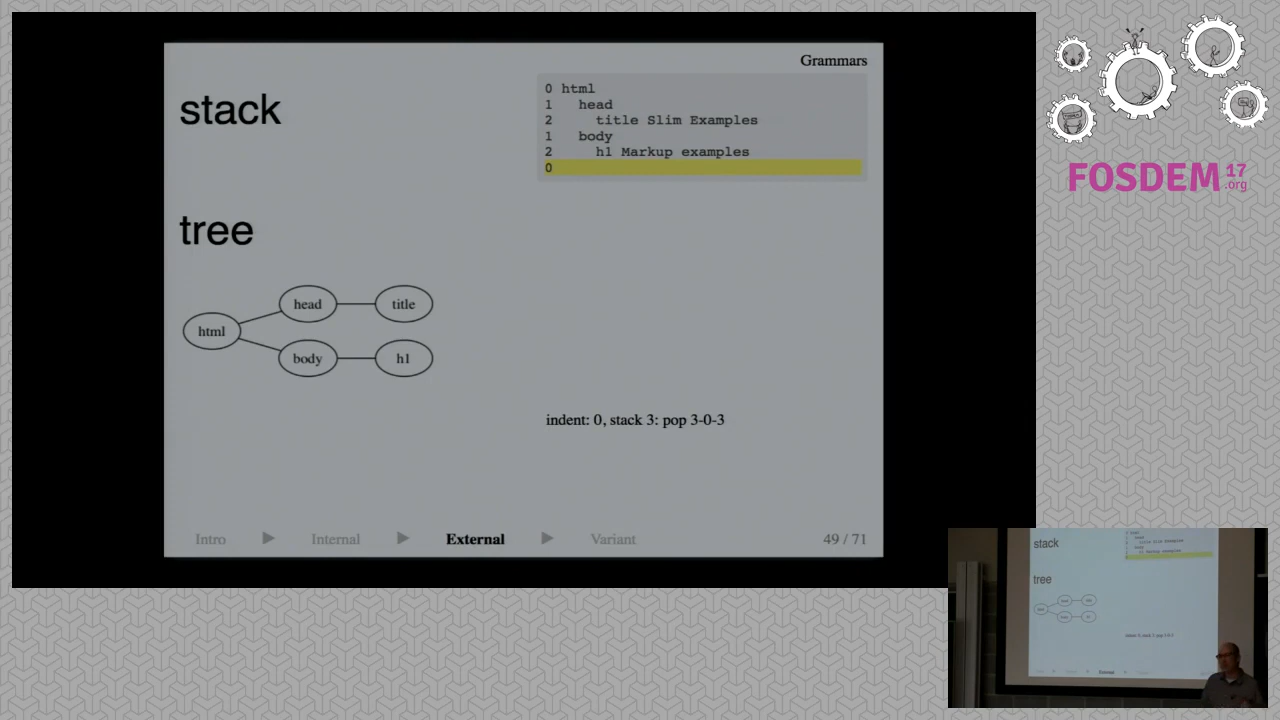 Grammars
stack
0 html
1   head
2     title Slim Examples
1   body
2     h1 Markup examples
0
tree
html
head
title
body
h1
indent: 0, stack 3: pop 3-0-3
Intro ▶ Internal ▶ External ▶ Variant 49 / 71
FOSDEM 17 .org
stack
tree